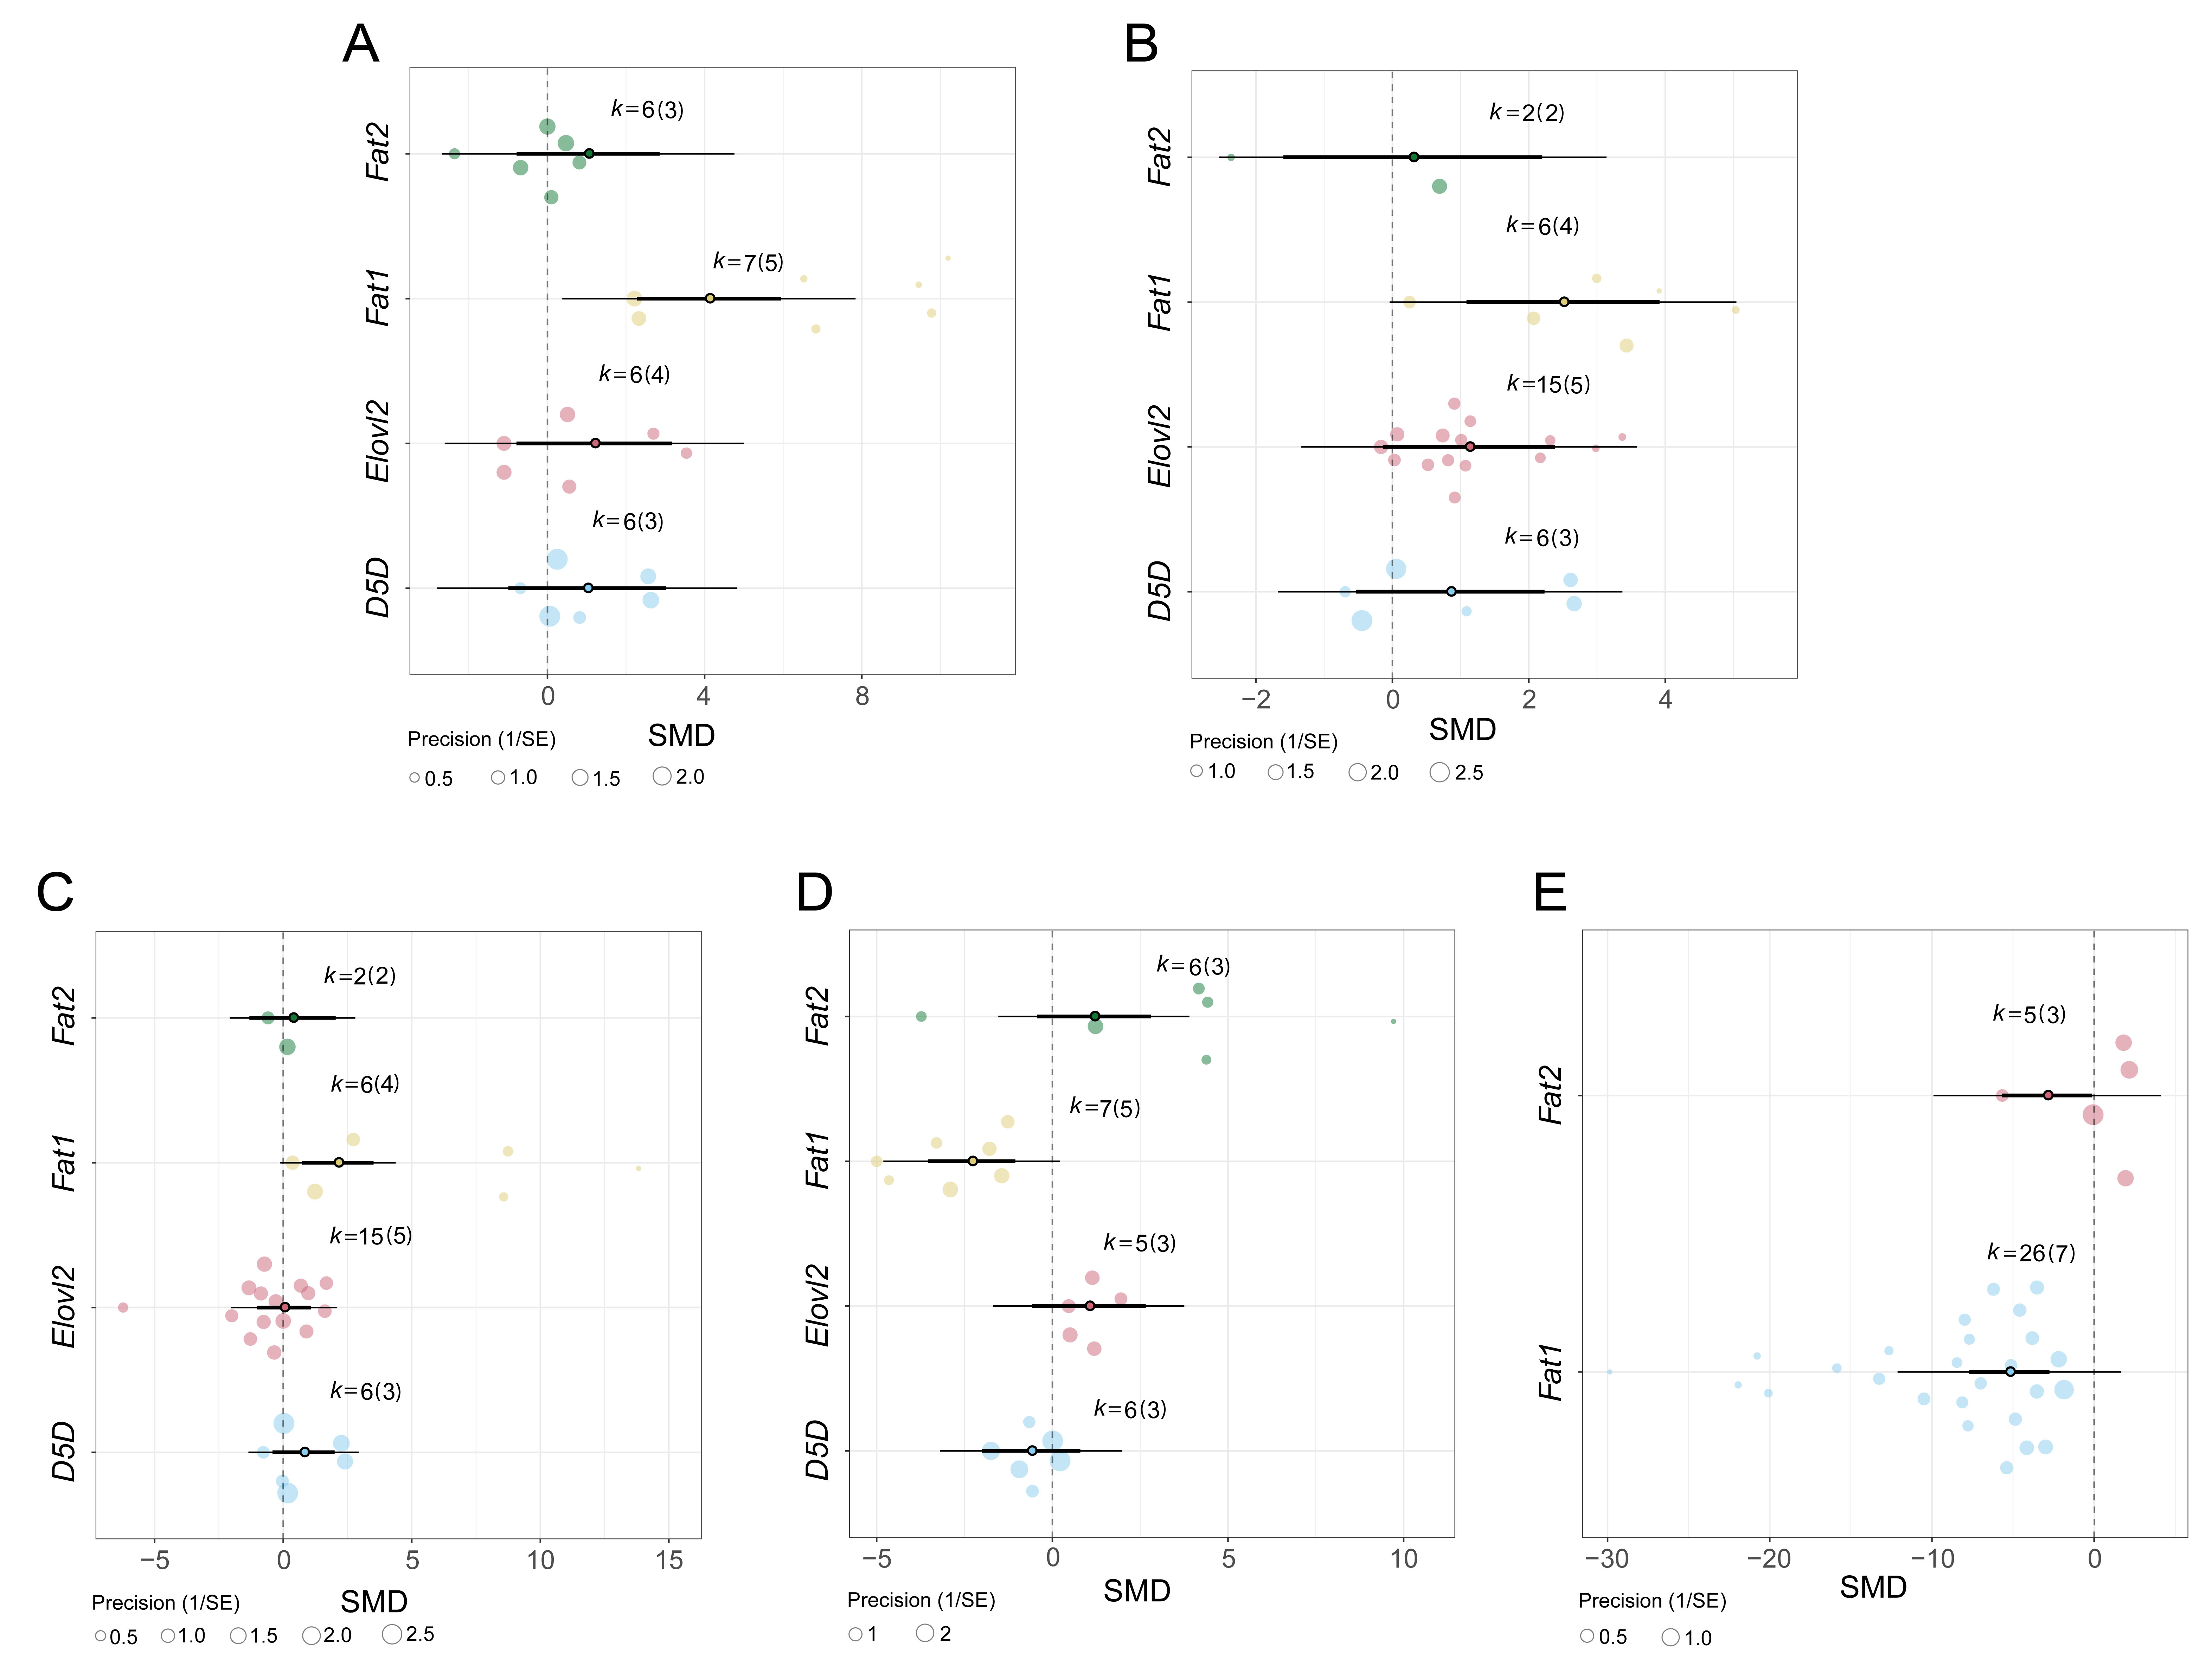 A
Fat2
k=6(3)
Fat1
k=7(5)
Elovl2
k=6(4)
D5D
k=6(3)
0 4 8
SMD
Precision (1/SE)
0.5 1.0 1.5 2.0
B
Fat2
k=2(2)
Fat1
k=6(4)
Elovl2
k=15(5)
D5D
k=6(3)
−2 0 2 4
SMD
Precision (1/SE)
1.0 1.5 2.0 2.5
C
Fat2
k=2(2)
Fat1
k=6(4)
Elovl2
k=15(5)
D5D
k=6(3)
−5 0 5 10 15
SMD
Precision (1/SE)
0.5 1.0 1.5 2.0 2.5
D
Fat2
k=6(3)
Fat1
k=7(5)
Elovl2
k=5(3)
D5D
k=6(3)
−5 0 5 10
SMD
Precision (1/SE)
1 2
E
Fat2
k=5(3)
Fat1
k=26(7)
−30 −20 −10 0
SMD
Precision (1/SE)
0.5 1.0